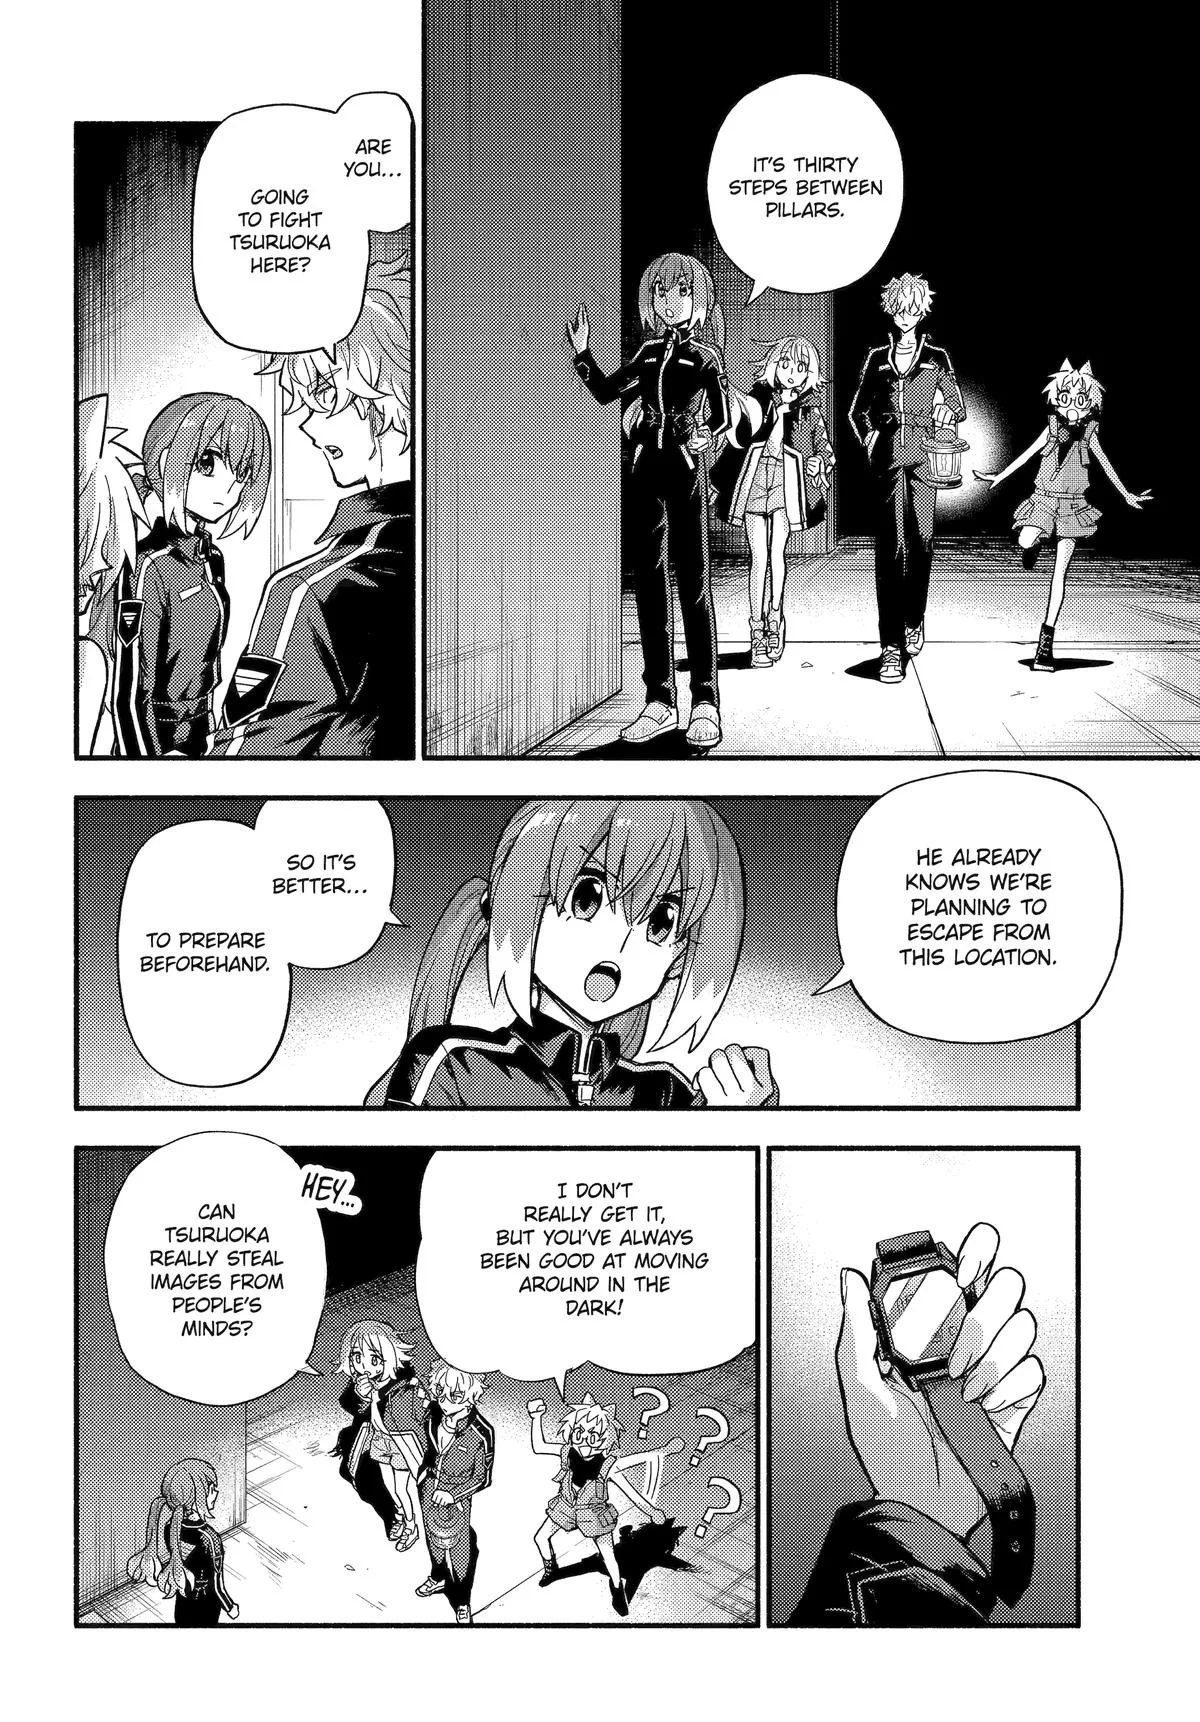 IT'S THIRTY
STEPS BETWEEN
PILLARS.
ARE
YOU...
GOING
TO FIGHT
TSURUOKA
HERE?
HE ALREADY
KNOWS WE'RE
PLANNING TO
ESCAPE FROM
THIS LOCATION.
SO IT'S
BETTER...
TO PREPARE
BEFOREHAND.
I DON'T
REALLY GET IT,
BUT YOU'VE ALWAYS
BEEN GOOD AT MOVING
AROUND IN THE
DARK!
? ? ? ?
HEY...
CAN
TSURUOKA
REALLY STEAL
IMAGES FROM
PEOPLE'S
MINDS?